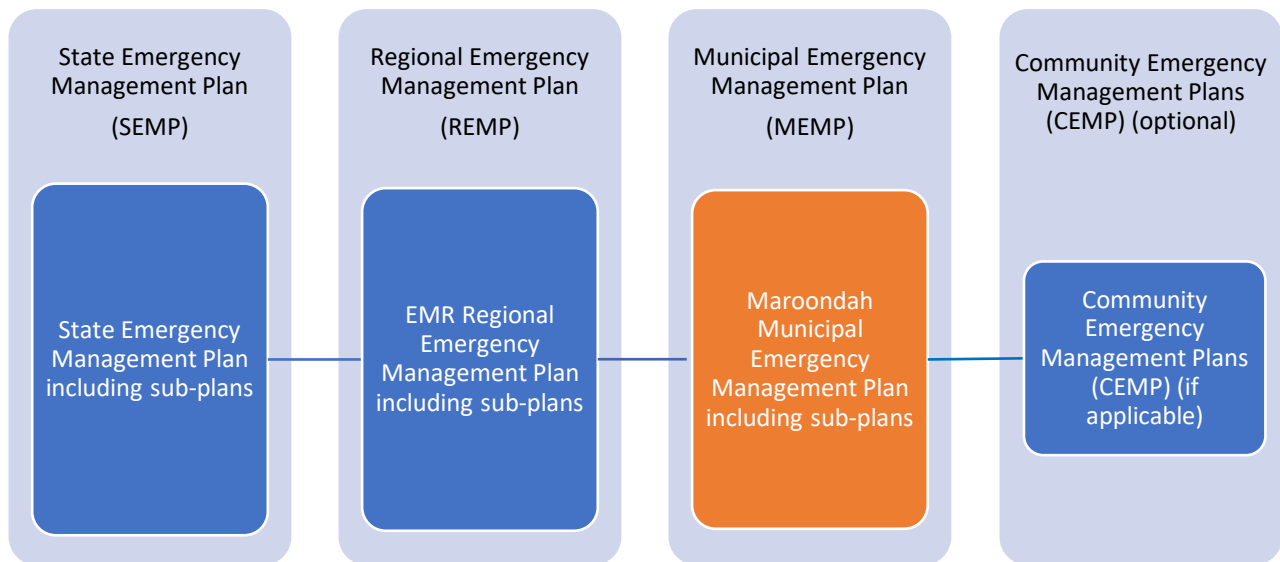 State Emergency
Management Plan
(SEMP)
State Emergency
Management Plan
including sub-plans
Regional Emergency
Management Plan
(REMP)
EMR Regional
Emergency
Management Plan
including sub-plans
Municipal Emergency
Management Plan
(MEMP)
Maroondah
Municipal
Emergency
Management Plan
including sub-plans
Community Emergency
Management Plans
(CEMP) (optional)
Community
Emergency
Management Plans
(CEMP) (if
applicable)